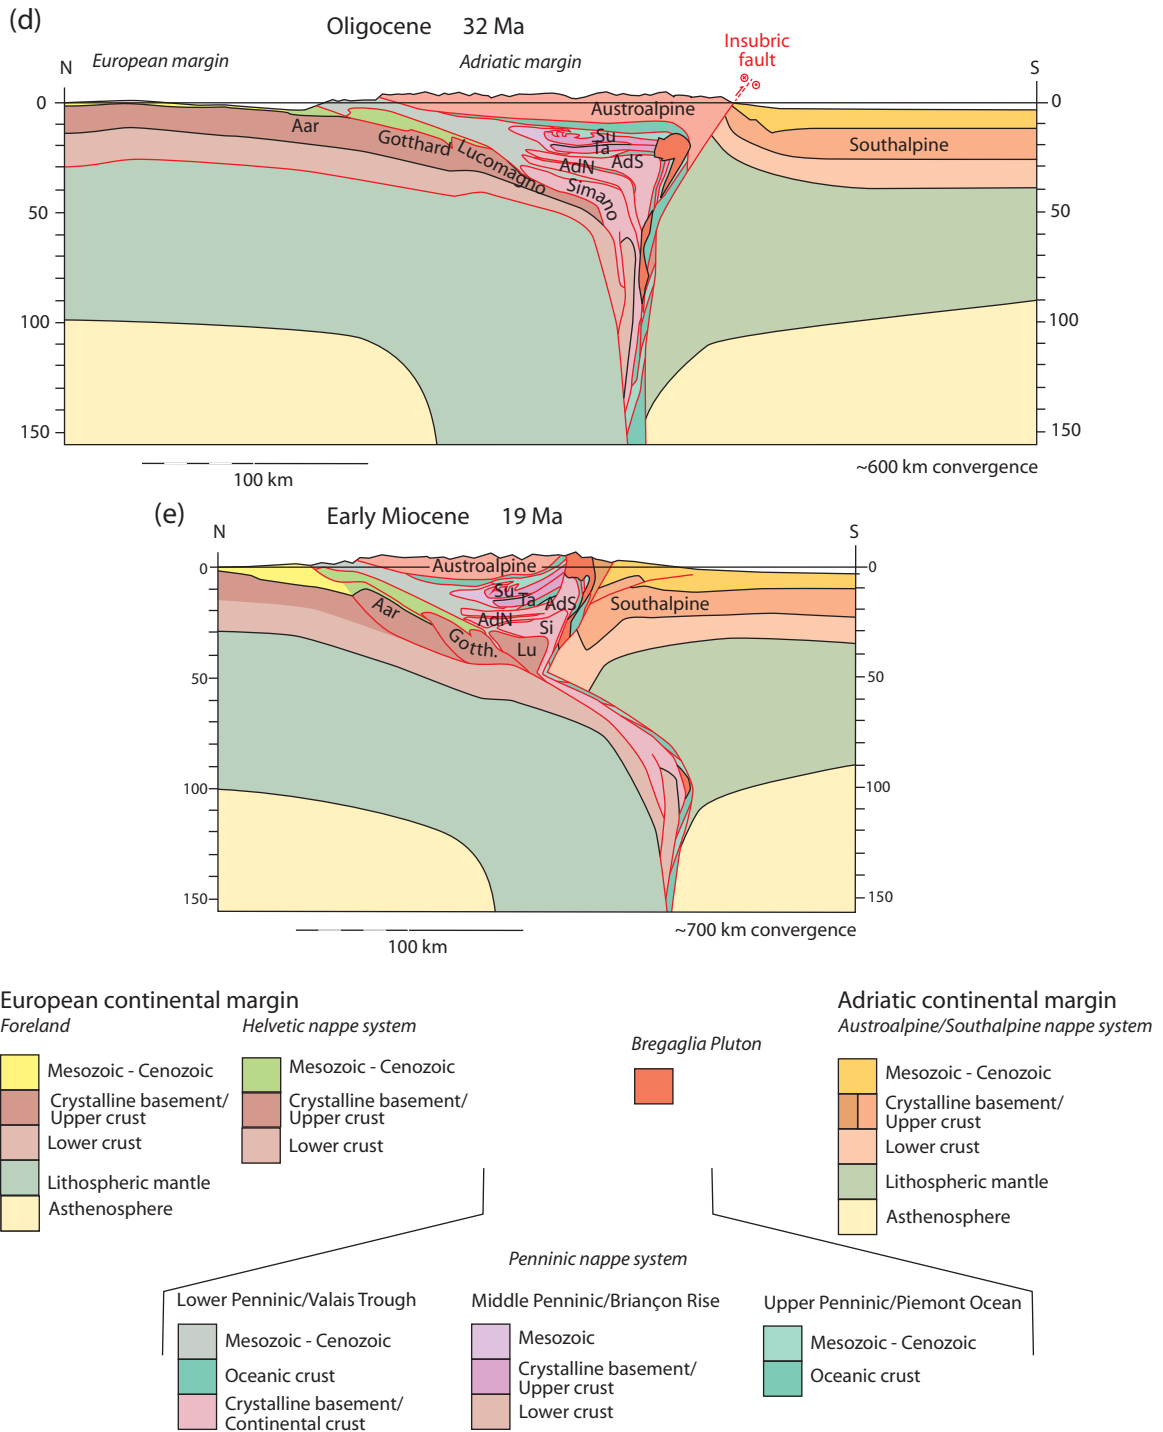 (d)
Oligocene 32 Ma
Insubric
fault
N
European margin
Adriatic margin
S
0
0
Austroalpine
Aar
Su
Gotthard
Ta
Southalpine
Lucomagno
AdN
AdS
Simano
50
50
100
100
150
150
100 km
~600 km convergence
(e)
Early Miocene 19 Ma
N
S
0
0
Austroalpine
Su
Ta
AdS
Southalpine
Aar
AdN
Si
Gotth.
Lu
50
50
100
100
150
150
100 km
~700 km convergence
European continental margin
Foreland
Mesozoic - Cenozoic
Crystalline basement/
Upper crust
Lower crust
Lithospheric mantle
Asthenosphere
Helvetic nappe system
Mesozoic - Cenozoic
Crystalline basement/
Upper crust
Lower crust
Bregaglia Pluton
Adriatic continental margin
Austroalpine/Southalpine nappe system
Mesozoic - Cenozoic
Crystalline basement/
Upper crust
Lower crust
Lithospheric mantle
Asthenosphere
Penninic nappe system
Lower Penninic/Valais Trough
Mesozoic - Cenozoic
Oceanic crust
Crystalline basement/
Continental crust
Middle Penninic/Briançon Rise
Mesozoic
Crystalline basement/
Upper crust
Lower crust
Upper Penninic/Piemont Ocean
Mesozoic - Cenozoic
Oceanic crust